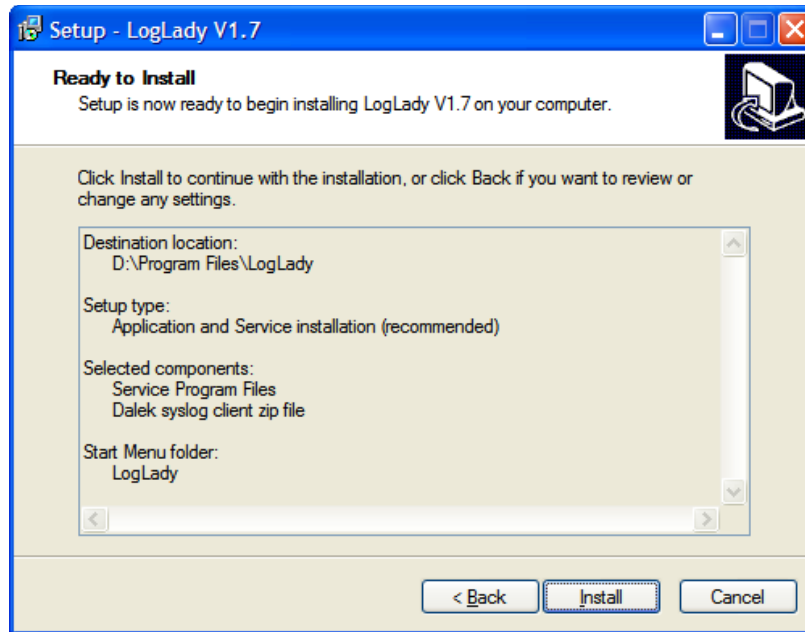 Setup - LogLady V1.7
Ready to Install
Setup is now ready to begin installing LogLady V1.7 on your computer.
Click Install to continue with the installation, or click Back if you want to review or
change any settings.
Destination location:
D:\Program Files\LogLady
Setup type:
Application and Service installation (recommended)
Selected components:
Service Program Files
Dalek syslog client zip file
Start Menu folder:
LogLady
< Back
Install
Cancel